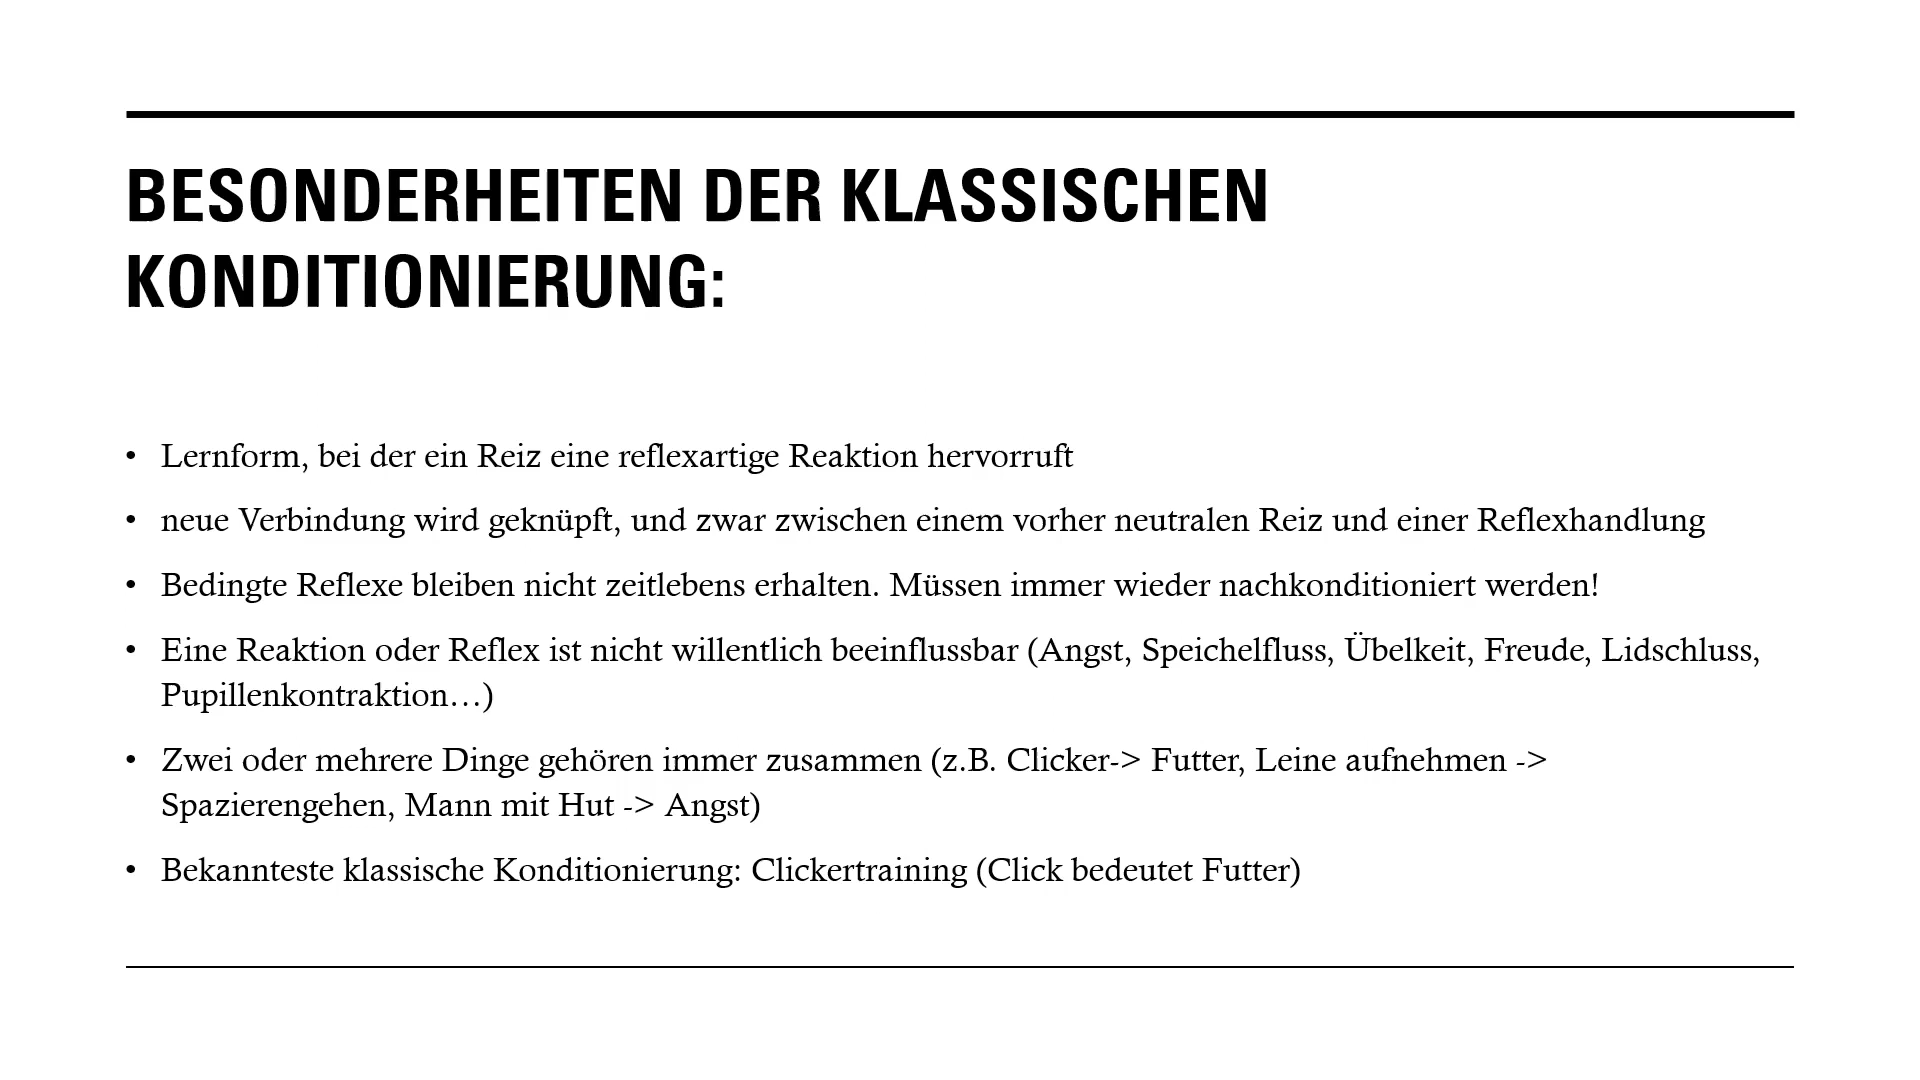 BESONDERHEITEN DER KLASSISCHEN
KONDITIONIERUNG:
• Lernform, bei der ein Reiz eine reflexartige Reaktion hervorruft
• neue Verbindung wird geknüpft, und zwar zwischen einem vorher neutralen Reiz und einer Reflexhandlung
• Bedingte Reflexe bleiben nicht zeitlebens erhalten. Müssen immer wieder nachkonditioniert werden!
• Eine Reaktion oder Reflex ist nicht willentlich beeinflussbar (Angst, Speichelfluss, Übelkeit, Freude, Lidschluss,
Pupillenkontraktion…)
• Zwei oder mehrere Dinge gehören immer zusammen (z.B. Clicker-> Futter, Leine aufnehmen ->
Spazierengehen, Mann mit Hut -> Angst)
• Bekannteste klassische Konditionierung: Clickertraining (Click bedeutet Futter)